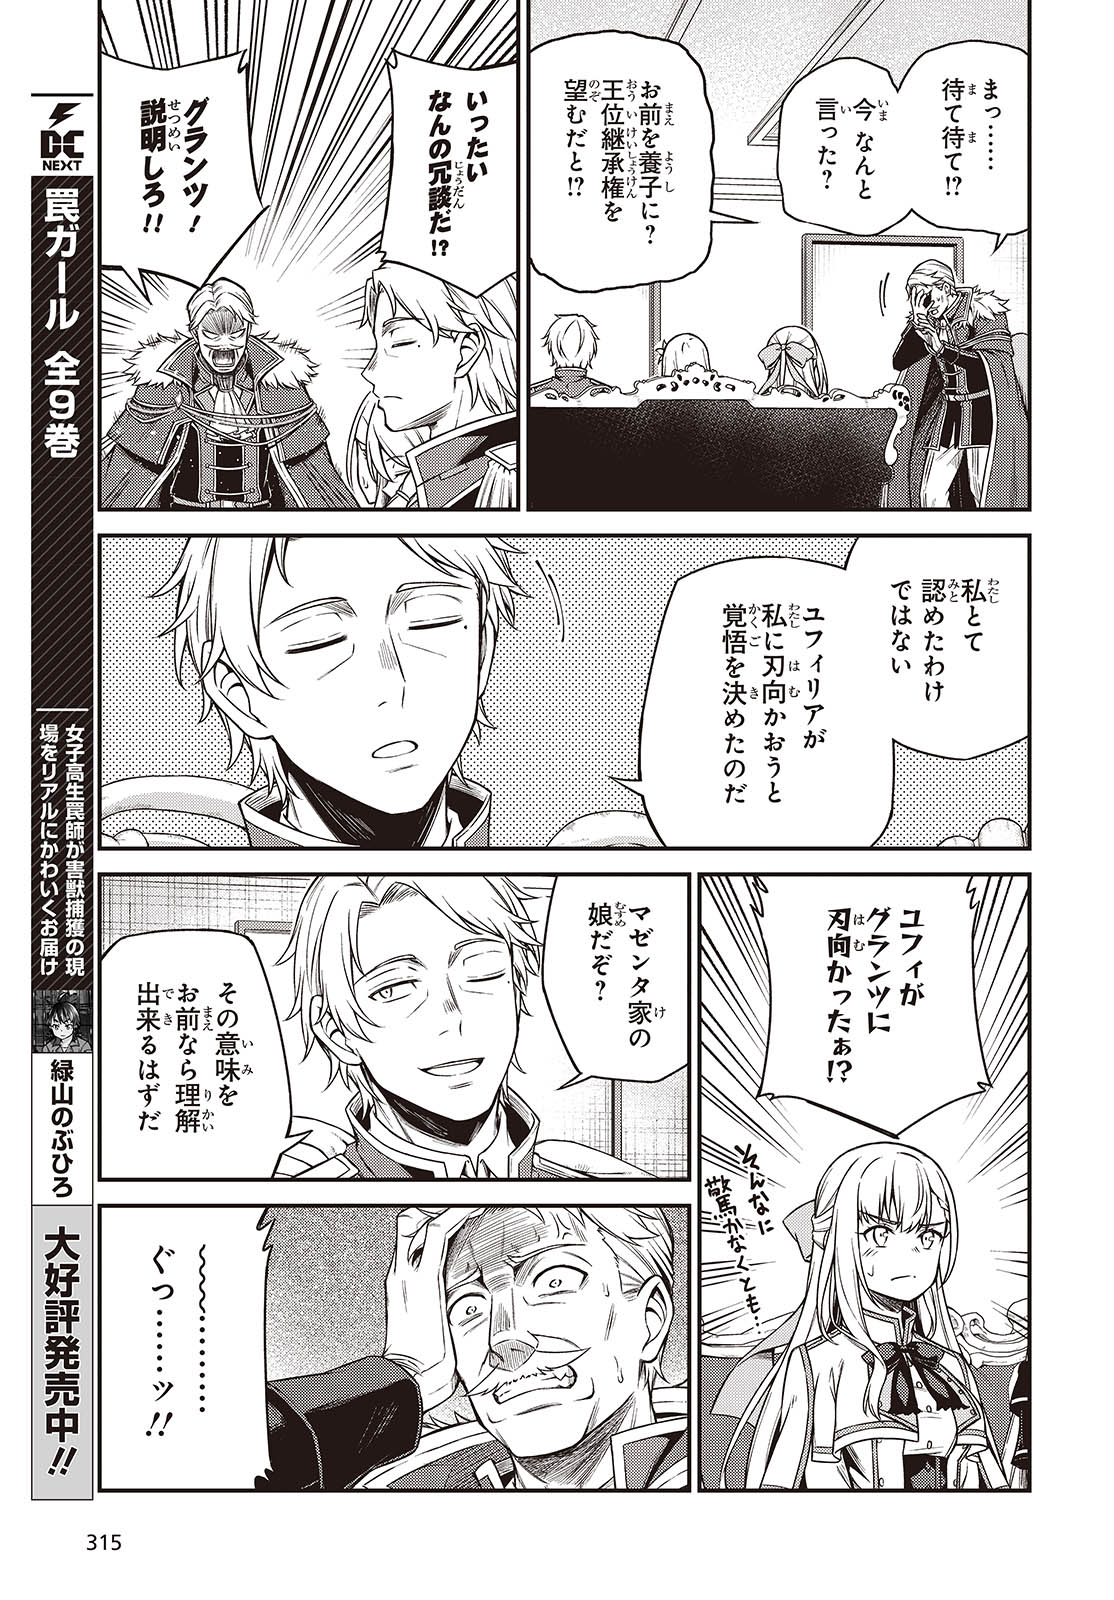 まっ……
待て待て!?
今なんと
言った?
お前を養子に?
王位継承権を
望むだと!?
いったい
なんの冗談だ!?
グランツ!
説明しろ!!
私とて
認めたわけ
ではない
ユフィリアが
私に刃向かおうと
覚悟を決めたのだ
ユフィが
グランツに
刃向かったぁ!?
そんなに
驚かなくとも…
マゼンタ家の
娘だぞ?
その意味を
お前なら理解
出来るはずだ
〜〜〜〜…………
ぐっ……ッ!!
DC
NEXT
罠ガール 全9巻
女子高生罠師が害獣捕獲の現
場をリアルにかわいくお届け
緑山のぶひろ
大好評発売中!!
315